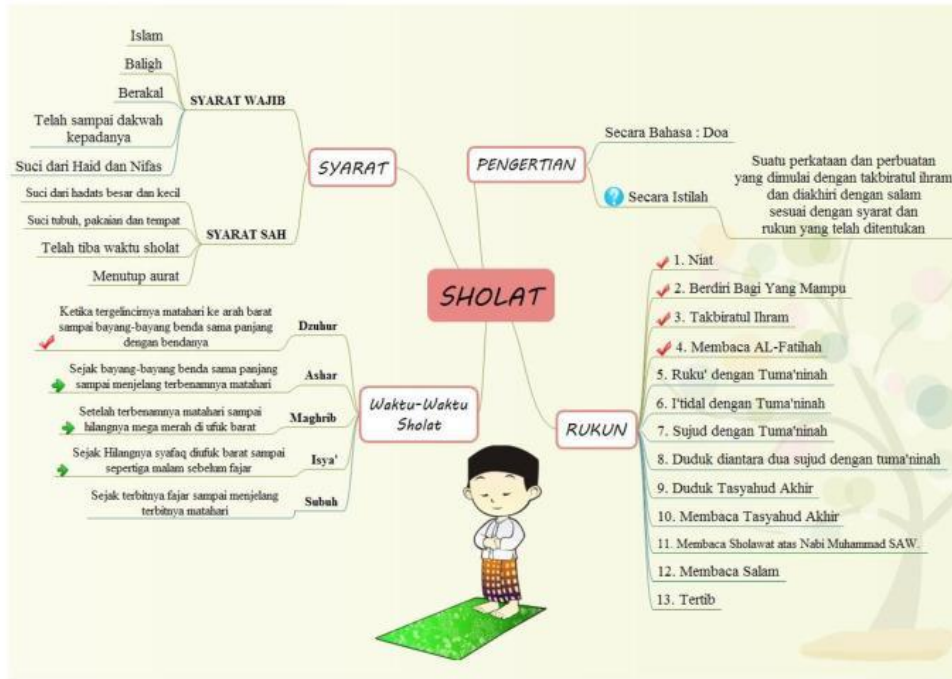 SHOLAT
PENGERTIAN
Secara Bahasa : Doa
Secara Istilah
Suatu perkataan dan perbuatan
yang dimulai dengan takbiratul ihram
dan diakhiri dengan salam
sesuai dengan syarat dan
rukun yang telah ditentukan
RUKUN
1. Niat
2. Berdiri Bagi Yang Mampu
3. Takbiratul Ihram
4. Membaca AL-Fatihah
5. Ruku' dengan Tuma'ninah
6. I'tidal dengan Tuma'ninah
7. Sujud dengan Tuma'ninah
8. Duduk diantara dua sujud dengan tuma'ninah
9. Duduk Tasyahud Akhir
10. Membaca Tasyahud Akhir
11. Membaca Sholawat atas Nabi Muhammad SAW.
12. Membaca Salam
13. Tertib
SYARAT
SYARAT WAJIB
Islam
Baligh
Berakal
Telah sampai dakwah
kepadanya
Suci dari Haid dan Nifas
SYARAT SAH
Suci dari hadats besar dan kecil
Suci tubuh, pakaian dan tempat
Telah tiba waktu sholat
Menutup aurat
Waktu-Waktu
Sholat
Dzuhur
Ketika tergelincirnya matahari ke arah barat
sampai bayang-bayang benda sama panjang
dengan bendanya
Ashar
Sejak bayang-bayang benda sama panjang
sampai menjelang terbenamnya matahari
Maghrib
Setelah terbenamnya matahari sampai
hilangnya mega merah di ufuk barat
Isya'
Sejak Hilangnya syafaq diufuk barat sampai
sepertiga malam sebelum fajar
Subuh
Sejak terbitnya fajar sampai menjelang
terbitnya matahari